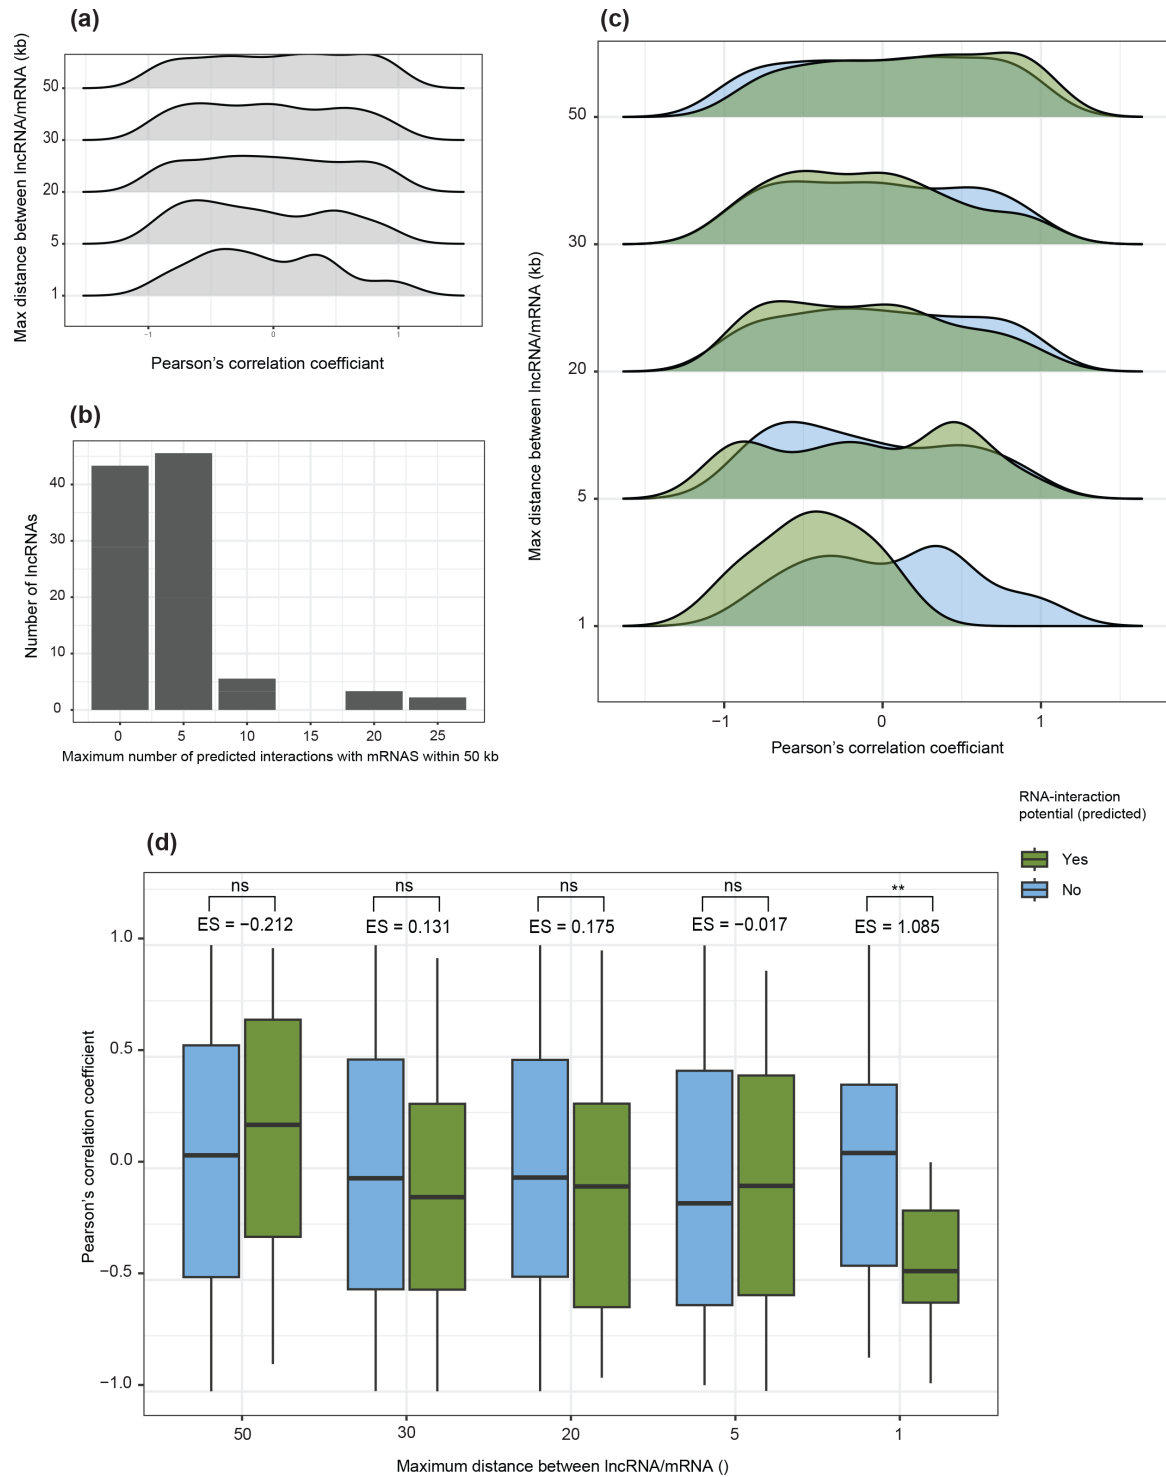 (a)
Max distance between lncRNA/mRNA (kb)
50
30
20
5
1
−1
0
1
Pearson's correlation coefficiant
(b)
Number of lncRNAs
40
30
20
10
0
0
5
10
15
20
25
Maximum number of predicted interactions with mRNAS within 50 kb
(c)
Max distance between lncRNA/mRNA (kb)
50
30
20
5
1
−1
0
1
Pearson's correlation coefficiant
RNA-interaction
potential (predicted)
Yes
No
(d)
ns
ns
ns
ns
**
ES = −0.212
ES = 0.131
ES = 0.175
ES = −0.017
ES = 1.085
Pearson's correlation coefficient
1.0
0.5
0.0
−0.5
−1.0
50
30
20
5
1
Maximum distance between lncRNA/mRNA ()